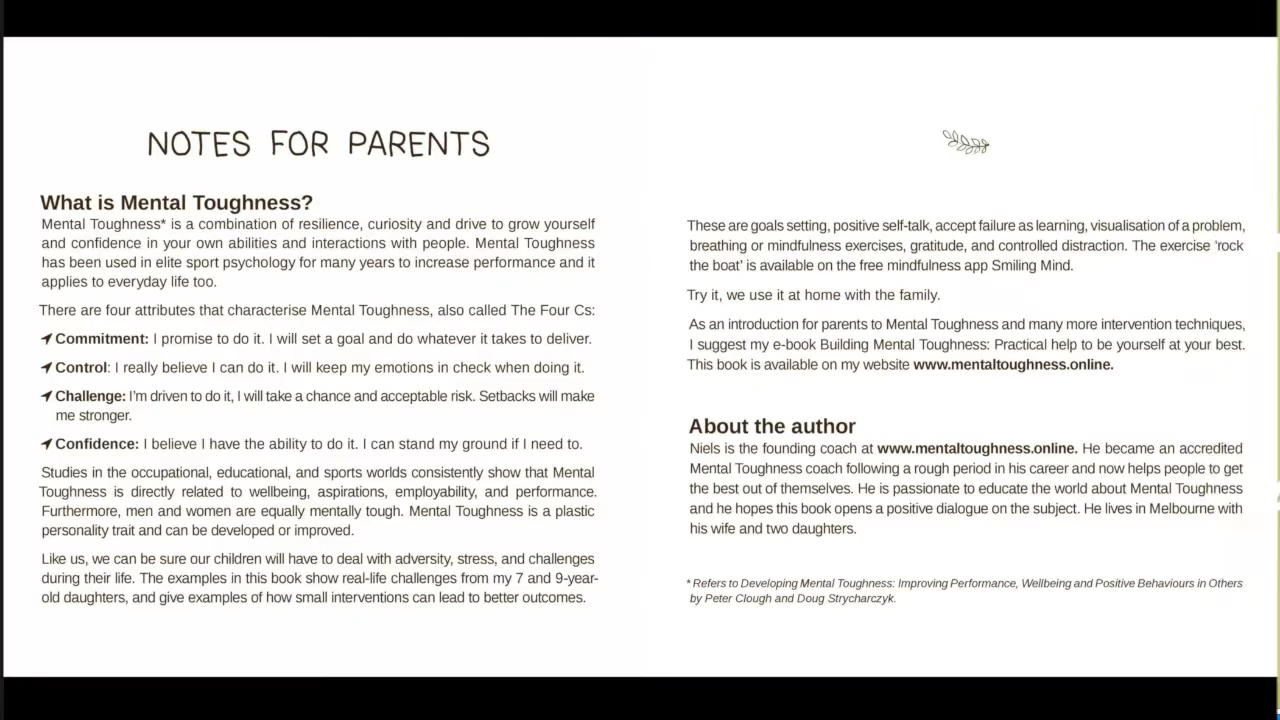 NOTES FOR PARENTS
What is Mental Toughness?
Mental Toughness* is a combination of resilience, curiosity and drive to grow yourself
and confidence in your own abilities and interactions with people. Mental Toughness
has been used in elite sport psychology for many years to increase performance and it
applies to everyday life too.
There are four attributes that characterise Mental Toughness, also called The Four Cs:
Commitment: I promise to do it. I will set a goal and do whatever it takes to deliver.
Control: I really believe I can do it. I will keep my emotions in check when doing it.
Challenge: I'm driven to do it, I will take a chance and acceptable risk. Setbacks will make
me stronger.
Confidence: I believe I have the ability to do it. I can stand my ground if I need to.
Studies in the occupational, educational, and sports worlds consistently show that Mental
Toughness is directly related to wellbeing, aspirations, employability, and performance.
Furthermore, men and women are equally mentally tough. Mental Toughness is a plastic
personality trait and can be developed or improved.
Like us, we can be sure our children will have to deal with adversity, stress, and challenges
during their life. The examples in this book show real-life challenges from my 7 and 9-year-
old daughters, and give examples of how small interventions can lead to better outcomes.
These are goals setting, positive self-talk, accept failure as learning, visualisation of a problem,
breathing or mindfulness exercises, gratitude, and controlled distraction. The exercise 'rock
the boat' is available on the free mindfulness app Smiling Mind.
Try it, we use it at home with the family.
As an introduction for parents to Mental Toughness and many more intervention techniques,
I suggest my e-book Building Mental Toughness: Practical help to be yourself at your best.
This book is available on my website www.mentaltoughness.online.
About the author
Niels is the founding coach at www.mentaltoughness.online. He became an accredited
Mental Toughness coach following a rough period in his career and now helps people to get
the best out of themselves. He is passionate to educate the world about Mental Toughness
and he hopes this book opens a positive dialogue on the subject. He lives in Melbourne with
his wife and two daughters.
* Refers to Developing Mental Toughness: Improving Performance, Wellbeing and Positive Behaviours in Others
by Peter Clough and Doug Strycharczyk.